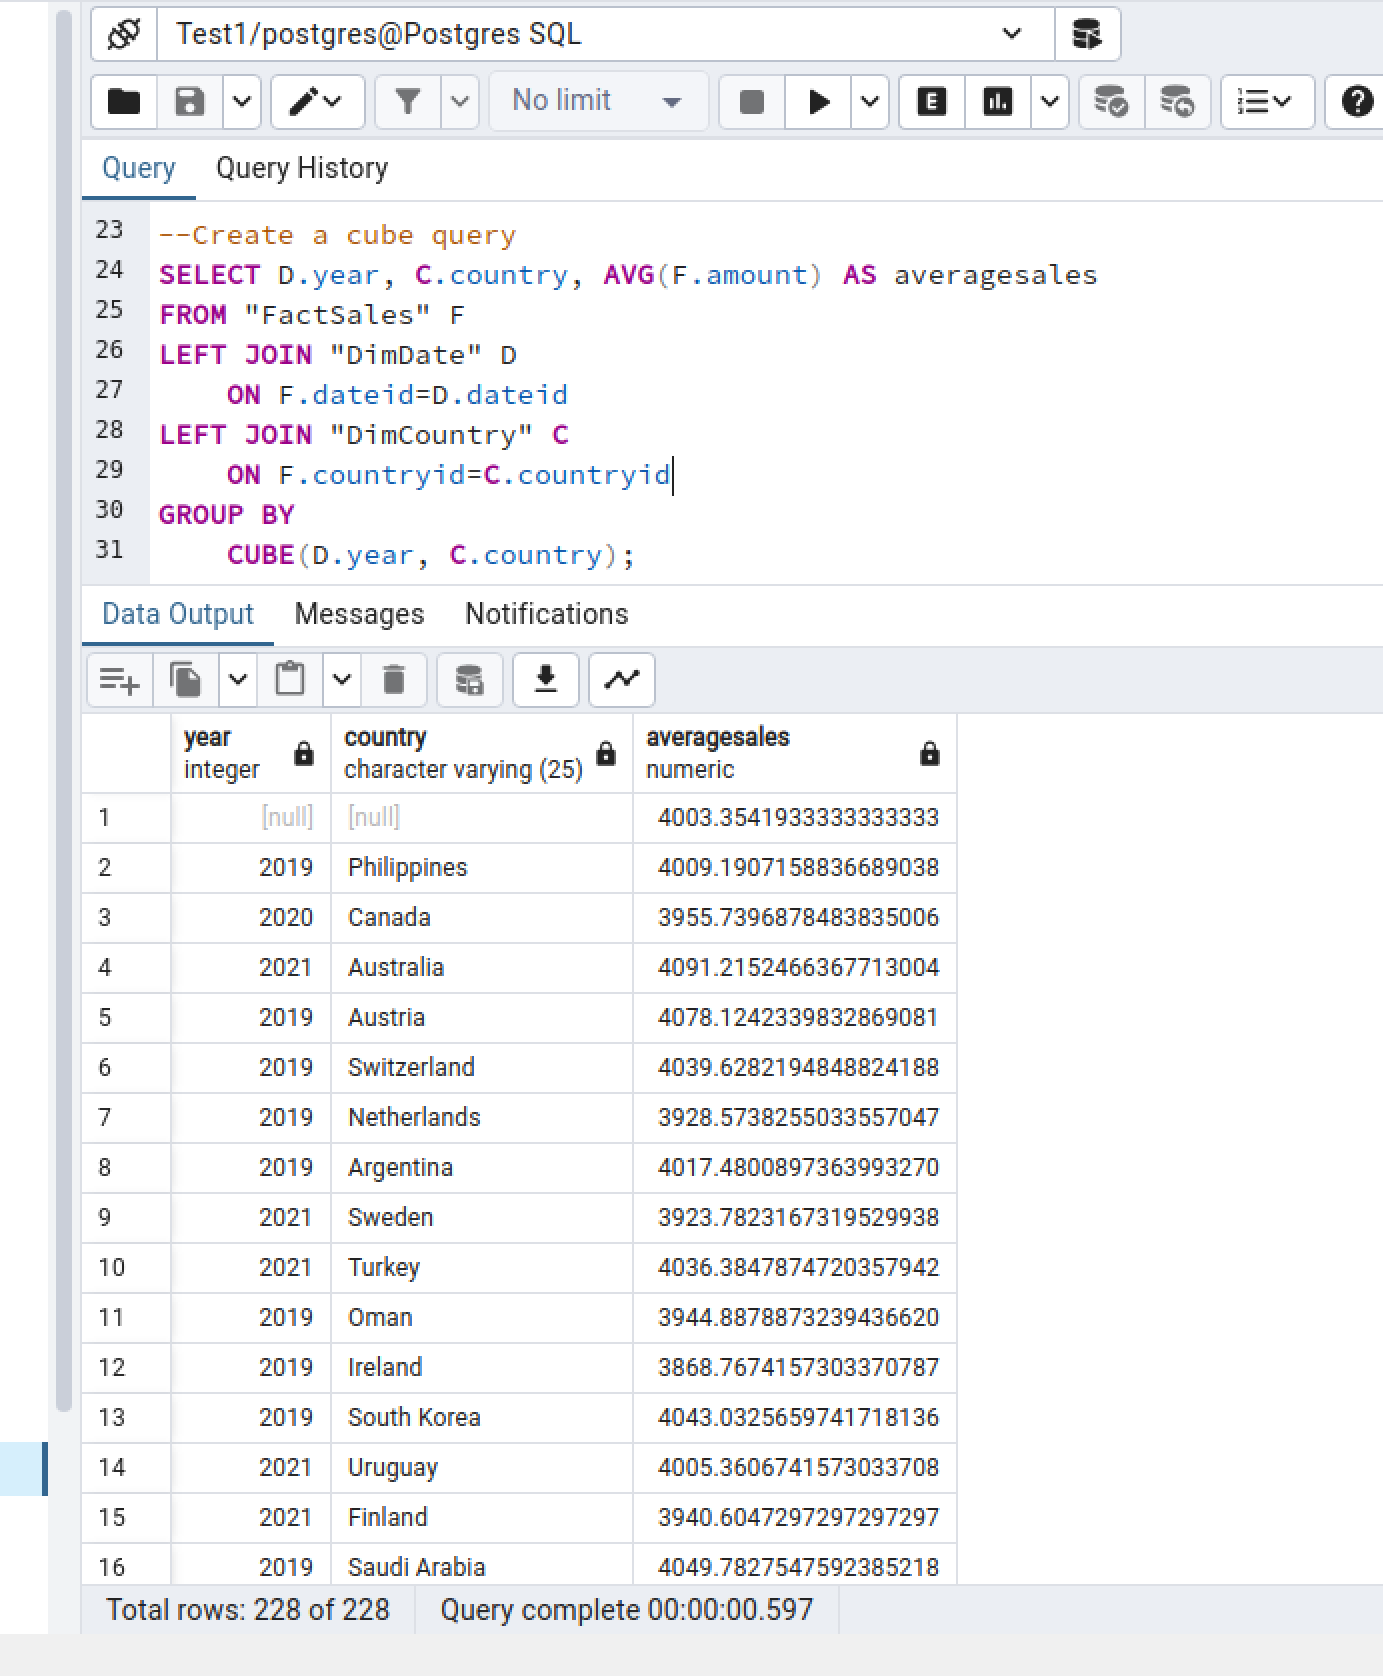 Test1/postgres@Postgres SQL
No limit
E
?
Query Query History
23 --Create a cube query
24 SELECT D.year, C.country, AVG(F.amount) AS averagesales
25 FROM "FactSales" F
26 LEFT JOIN "DimDate" D
27 ON F.dateid=D.dateid
28 LEFT JOIN "DimCountry" C
29 ON F.countryid=C.countryid
30 GROUP BY
31 CUBE(D.year, C.country);
Data Output Messages Notifications
year country averagesales
integer character varying (25) numeric
1 [null] [null] 4003.3541933333333333
2 2019 Philippines 4009.1907158836689038
3 2020 Canada 3955.7396878483835006
4 2021 Australia 4091.2152466367713004
5 2019 Austria 4078.1242339832869081
6 2019 Switzerland 4039.6282194848824188
7 2019 Netherlands 3928.5738255033557047
8 2019 Argentina 4017.4800897363993270
9 2021 Sweden 3923.7823167319529938
10 2021 Turkey 4036.3847874720357942
11 2019 Oman 3944.8878873239436620
12 2019 Ireland 3868.7674157303370787
13 2019 South Korea 4043.0325659741718136
14 2021 Uruguay 4005.3606741573033708
15 2021 Finland 3940.6047297297297297
16 2019 Saudi Arabia 4049.7827547592385218
Total rows: 228 of 228 Query complete 00:00:00.597